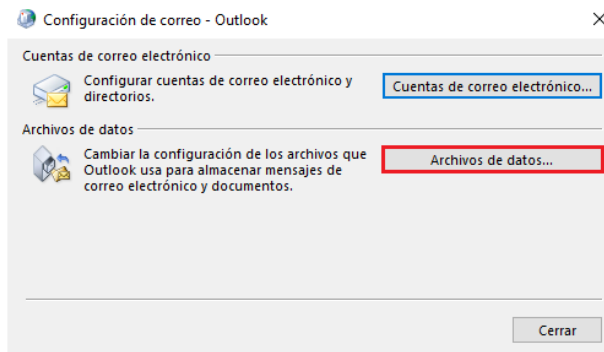 Configuración de correo - Outlook
Cuentas de correo electrónico
Configurar cuentas de correo electrónico y
directorios.
Cuentas de correo electrónico...
Archivos de datos
Cambiar la configuración de los archivos que
Outlook usa para almacenar mensajes de
correo electrónico y documentos.
Archivos de datos...
Cerrar